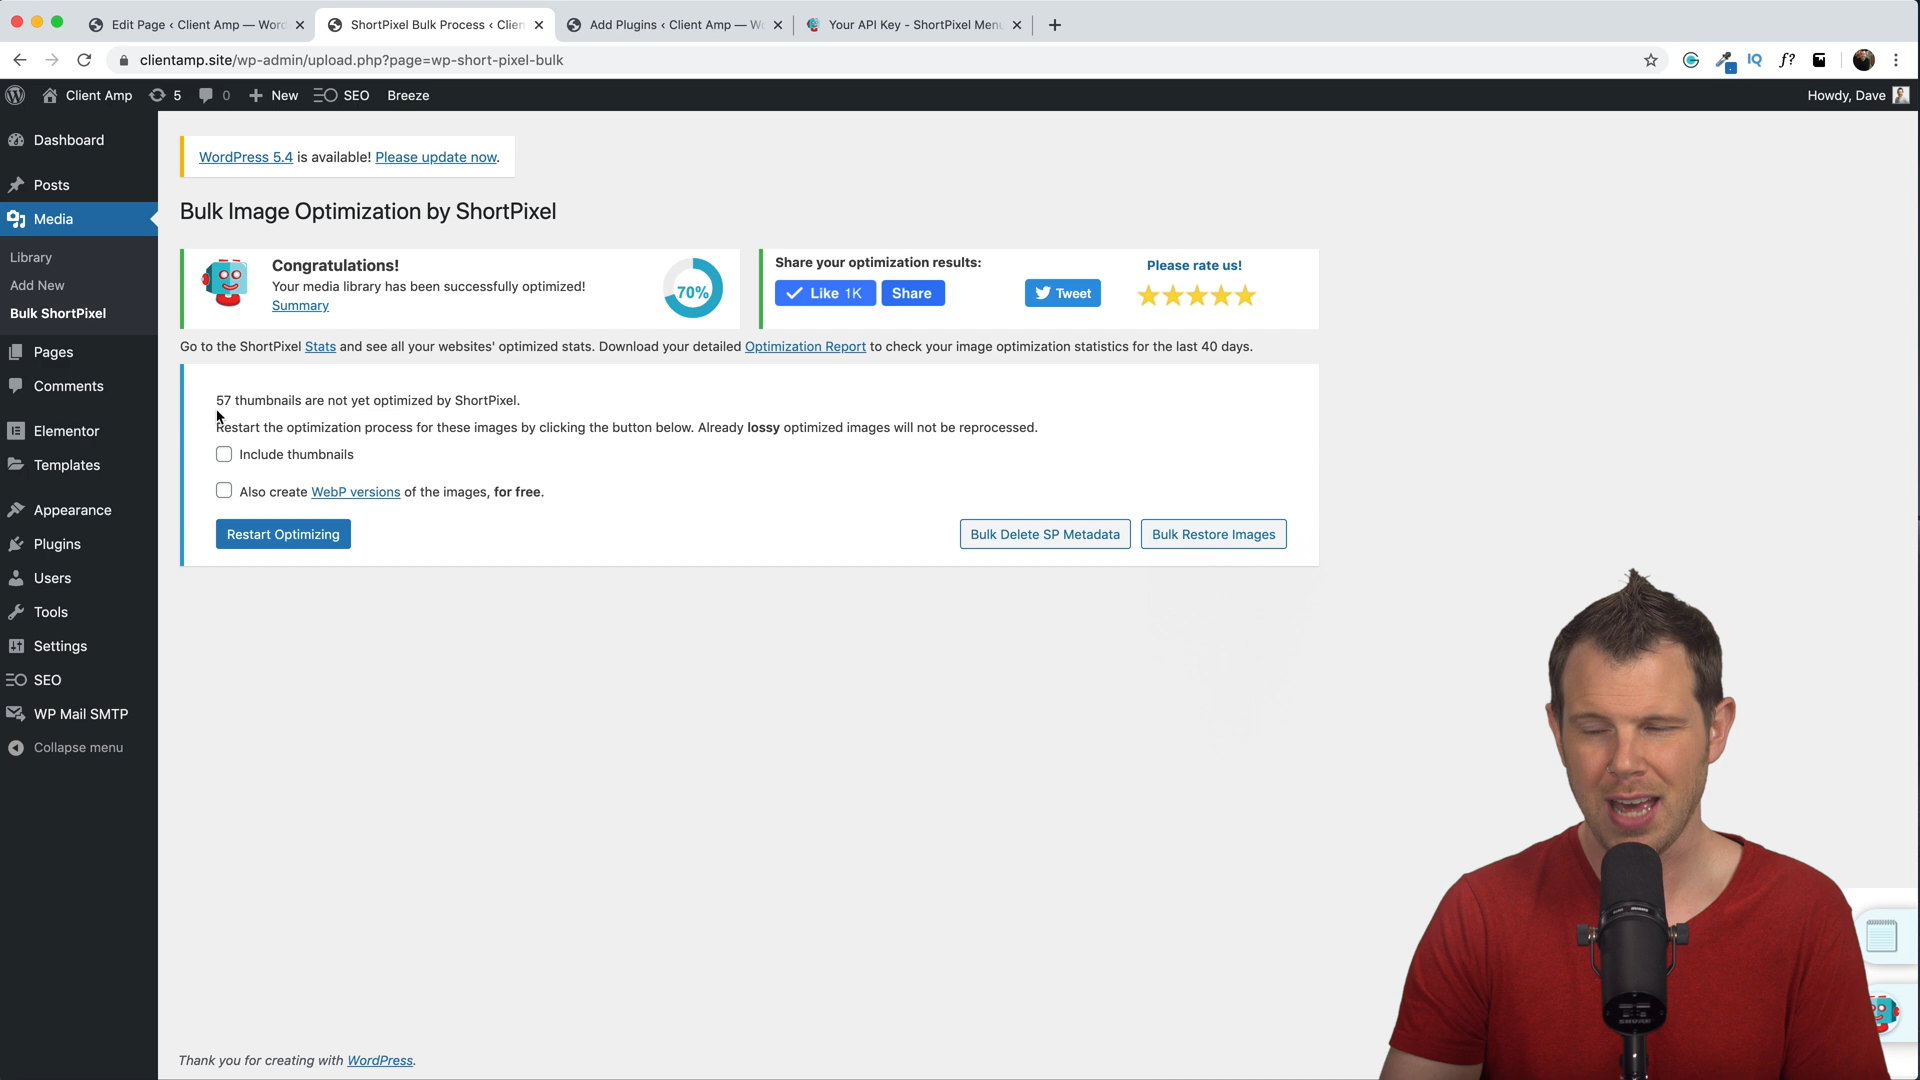 Edit Page ‹ Client Amp — Word
ShortPixel Bulk Process ‹ Clien
Add Plugins ‹ Client Amp — Wo
Your API Key - ShortPixel Menu
clientamp.site/wp-admin/upload.php?page=wp-short-pixel-bulk
IQ
f?
Client Amp
5
0
New
SEO
Breeze
Howdy, Dave
Dashboard
Posts
Media
Library
Add New
Bulk ShortPixel
Pages
Comments
Elementor
Templates
Appearance
Plugins
Users
Tools
Settings
SEO
WP Mail SMTP
Collapse menu
WordPress 5.4 is available! Please update now.
Bulk Image Optimization by ShortPixel
Congratulations!
Your media library has been successfully optimized!
Summary
70%
Share your optimization results:
Like 1K
Share
Tweet
Please rate us!
Go to the ShortPixel Stats and see all your websites' optimized stats. Download your detailed Optimization Report to check your image optimization statistics for the last 40 days.
57 thumbnails are not yet optimized by ShortPixel.
Restart the optimization process for these images by clicking the button below. Already lossy optimized images will not be reprocessed.
Include thumbnails
Also create WebP versions of the images, for free.
Restart Optimizing
Bulk Delete SP Metadata
Bulk Restore Images
SHURE
Thank you for creating with WordPress.